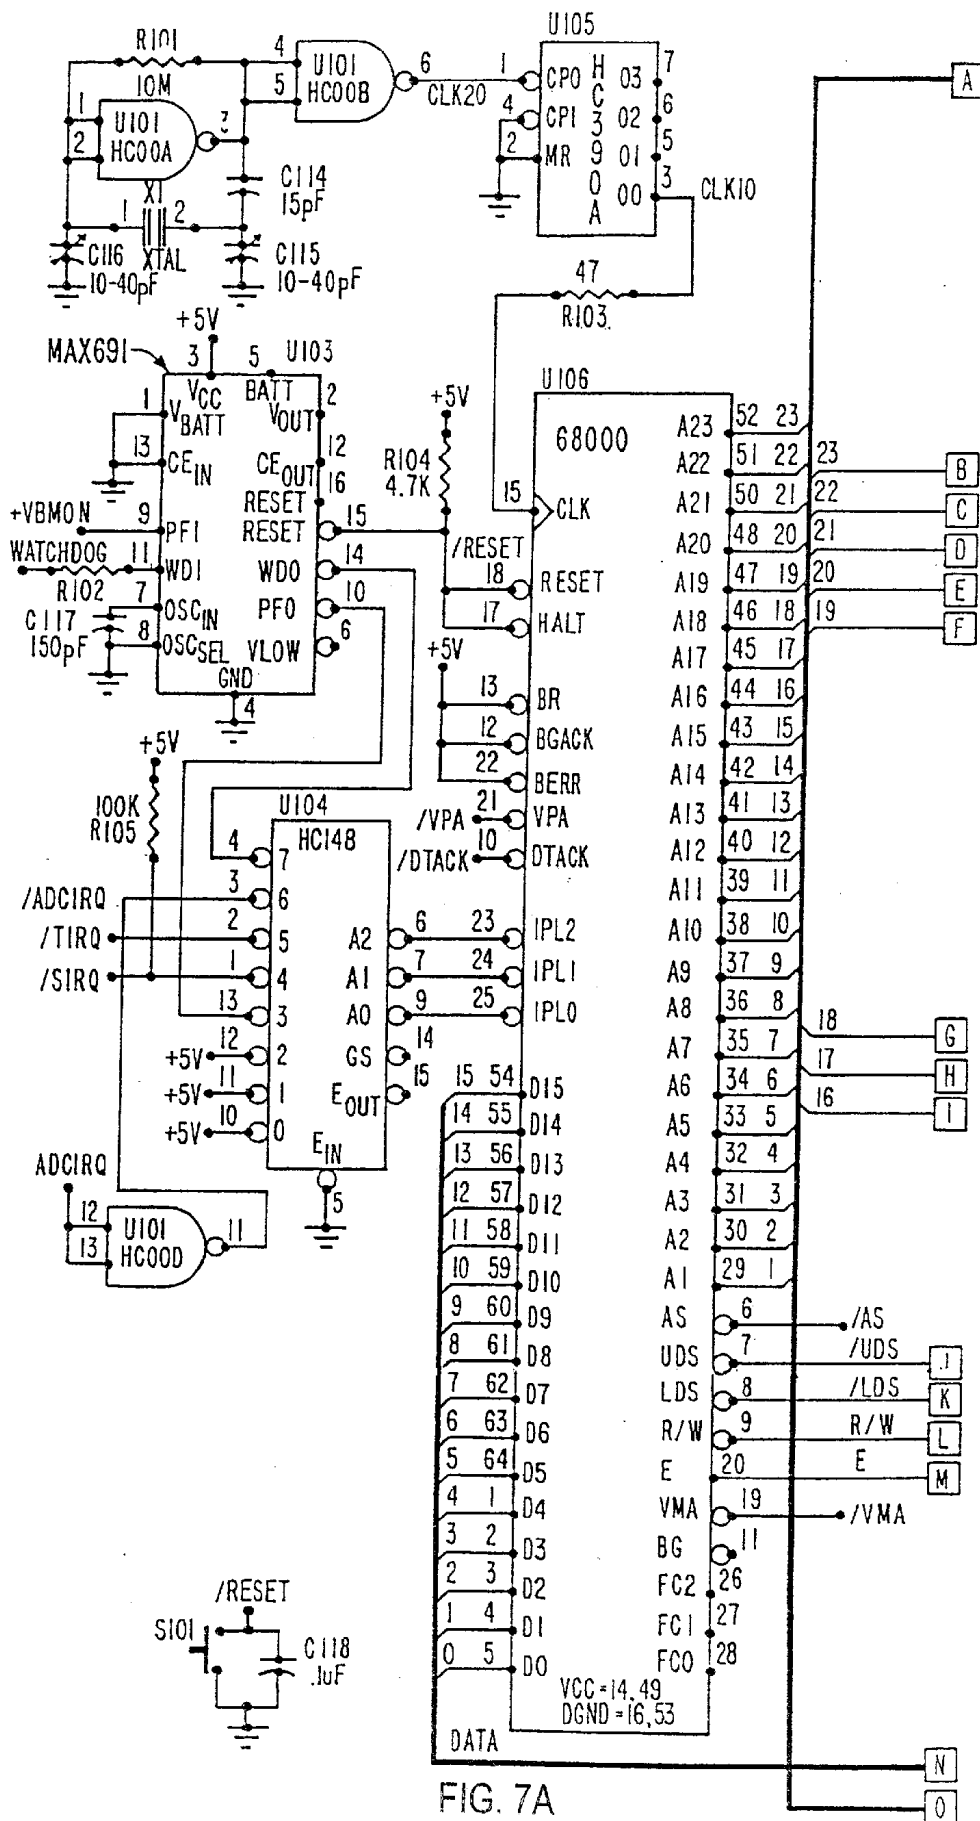 R101
10M
1
2
U101
HC00A
3
4
5
U101
HC00B
6
CLK20
1
4
2
U105
CP0
CP1
MR
HC390A
03
02
01
00
7
6
5
3
CLK10
A
X1
1
2
XTAL
C114
15pF
C116
10-40pF
C115
10-40pF
47
R103
+5V
MAX691
3
5
U103
1
13
9
11
7
8
VCC
BATT
VBATT
VOUT
CEIN
CEOUT
RESET
PFI
RESET
WDI
WDO
OSCIN
PFO
OSCSEL
VLOW
GND
4
2
12
16
15
14
10
6
+VBMON
WATCHDOG
R102
C117
150pF
+5V
R104
4.7K
/RESET
+5V
U106
68000
15 CLK
18 RESET
17 HALT
13 BR
12 BGACK
22 BERR
/VPA 21 VPA
/DTACK 10 DTACK
23 IPL2
24 IPL1
25 IPL0
A23 52 23
A22 51 22
A21 50 21
A20 48 20
A19 47 19
A18 46 18
A17 45 17
A16 44 16
A15 43 15
A14 42 14
A13 41 13
A12 40 12
A11 39 11
A10 38 10
A9 37 9
A8 36 8
A7 35 7
A6 34 6
A5 33 5
A4 32 4
A3 31 3
A2 30 2
A1 29 1
AS 6 /AS
UDS 7 /UDS J
LDS 8 /LDS K
R/W 9 R/W L
E 20 E M
VMA 19 /VMA
BG 11
FC2 26
FC1 27
FC0 28
23 B
22 C
21 D
20 E
19 F
18 G
17 H
16 I
+5V
100K
R105
U104
HC148
4 7
/ADCIRQ 3 6
/TIRQ 2 5
/SIRQ 1 4
13 3
+5V 12 2
+5V 11 1
+5V 10 0
A2 6
A1 7
A0 9
GS 14
EOUT 15
EIN
5
ADCIRQ
12
13
U101
HC00D
11
15 54 D15
14 55 D14
13 56 D13
12 57 D12
11 58 D11
10 59 D10
9 60 D9
8 61 D8
7 62 D7
6 63 D6
5 64 D5
4 1 D4
3 2 D3
2 3 D2
1 4 D1
0 5 D0
VCC=14,49
DGND=16,53
/RESET
S101
C118
.1uF
DATA
N
O
FIG. 7A